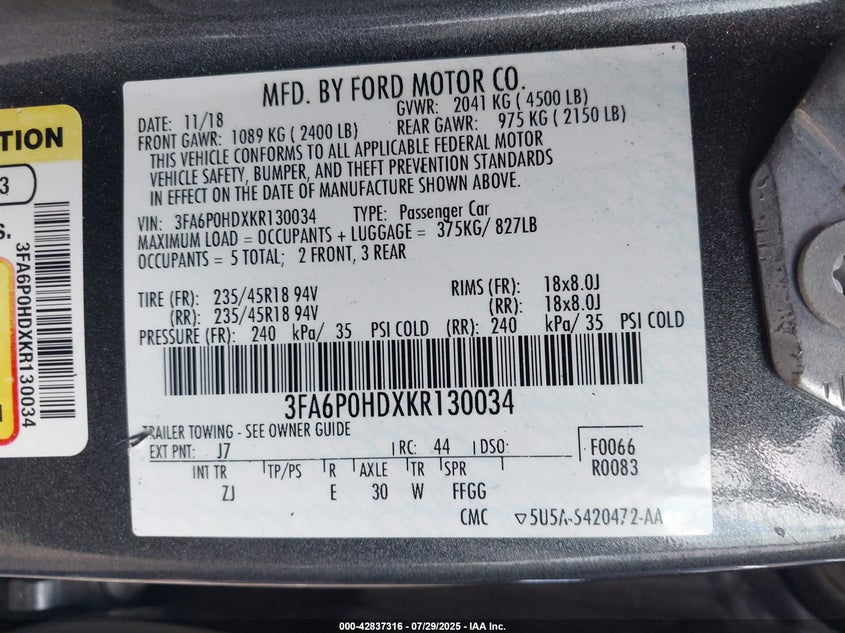 MFD. BY FORD MOTOR CO.
DATE: 11/18 GVWR: 2041 KG ( 4500 LB)
FRONT GAWR: 1089 KG ( 2400 LB) REAR GAWR: 975 KG ( 2150 LB)
THIS VEHICLE CONFORMS TO ALL APPLICABLE FEDERAL MOTOR
VEHICLE SAFETY, BUMPER, AND THEFT PREVENTION STANDARDS
IN EFFECT ON THE DATE OF MANUFACTURE SHOWN ABOVE.
VIN: 3FA6P0HDXKR130034 TYPE: Passenger Car
MAXIMUM LOAD = OCCUPANTS + LUGGAGE = 375KG/ 827LB
OCCUPANTS = 5 TOTAL; 2 FRONT, 3 REAR
TIRE (FR): 235/45R18 94V RIMS (FR): 18x8.0J
(RR): 235/45R18 94V (RR): 18x8.0J
PRESSURE (FR): 240 kPa/ 35 PSI COLD (RR): 240 kPa/ 35 PSI COLD
3FA6P0HDXKR130034
TRAILER TOWING - SEE OWNER GUIDE
EXT PNT: J7 RC: 44 DSO: F0066
R0083
INT TR TP/PS R AXLE TR SPR
ZJ E 30 W FFGG
CMC ▽5U5A-S420472-AA
TION
3
S.
3FA6P0HDXKR130034
000-42837316 | 07/29/2025 - IAA Inc.